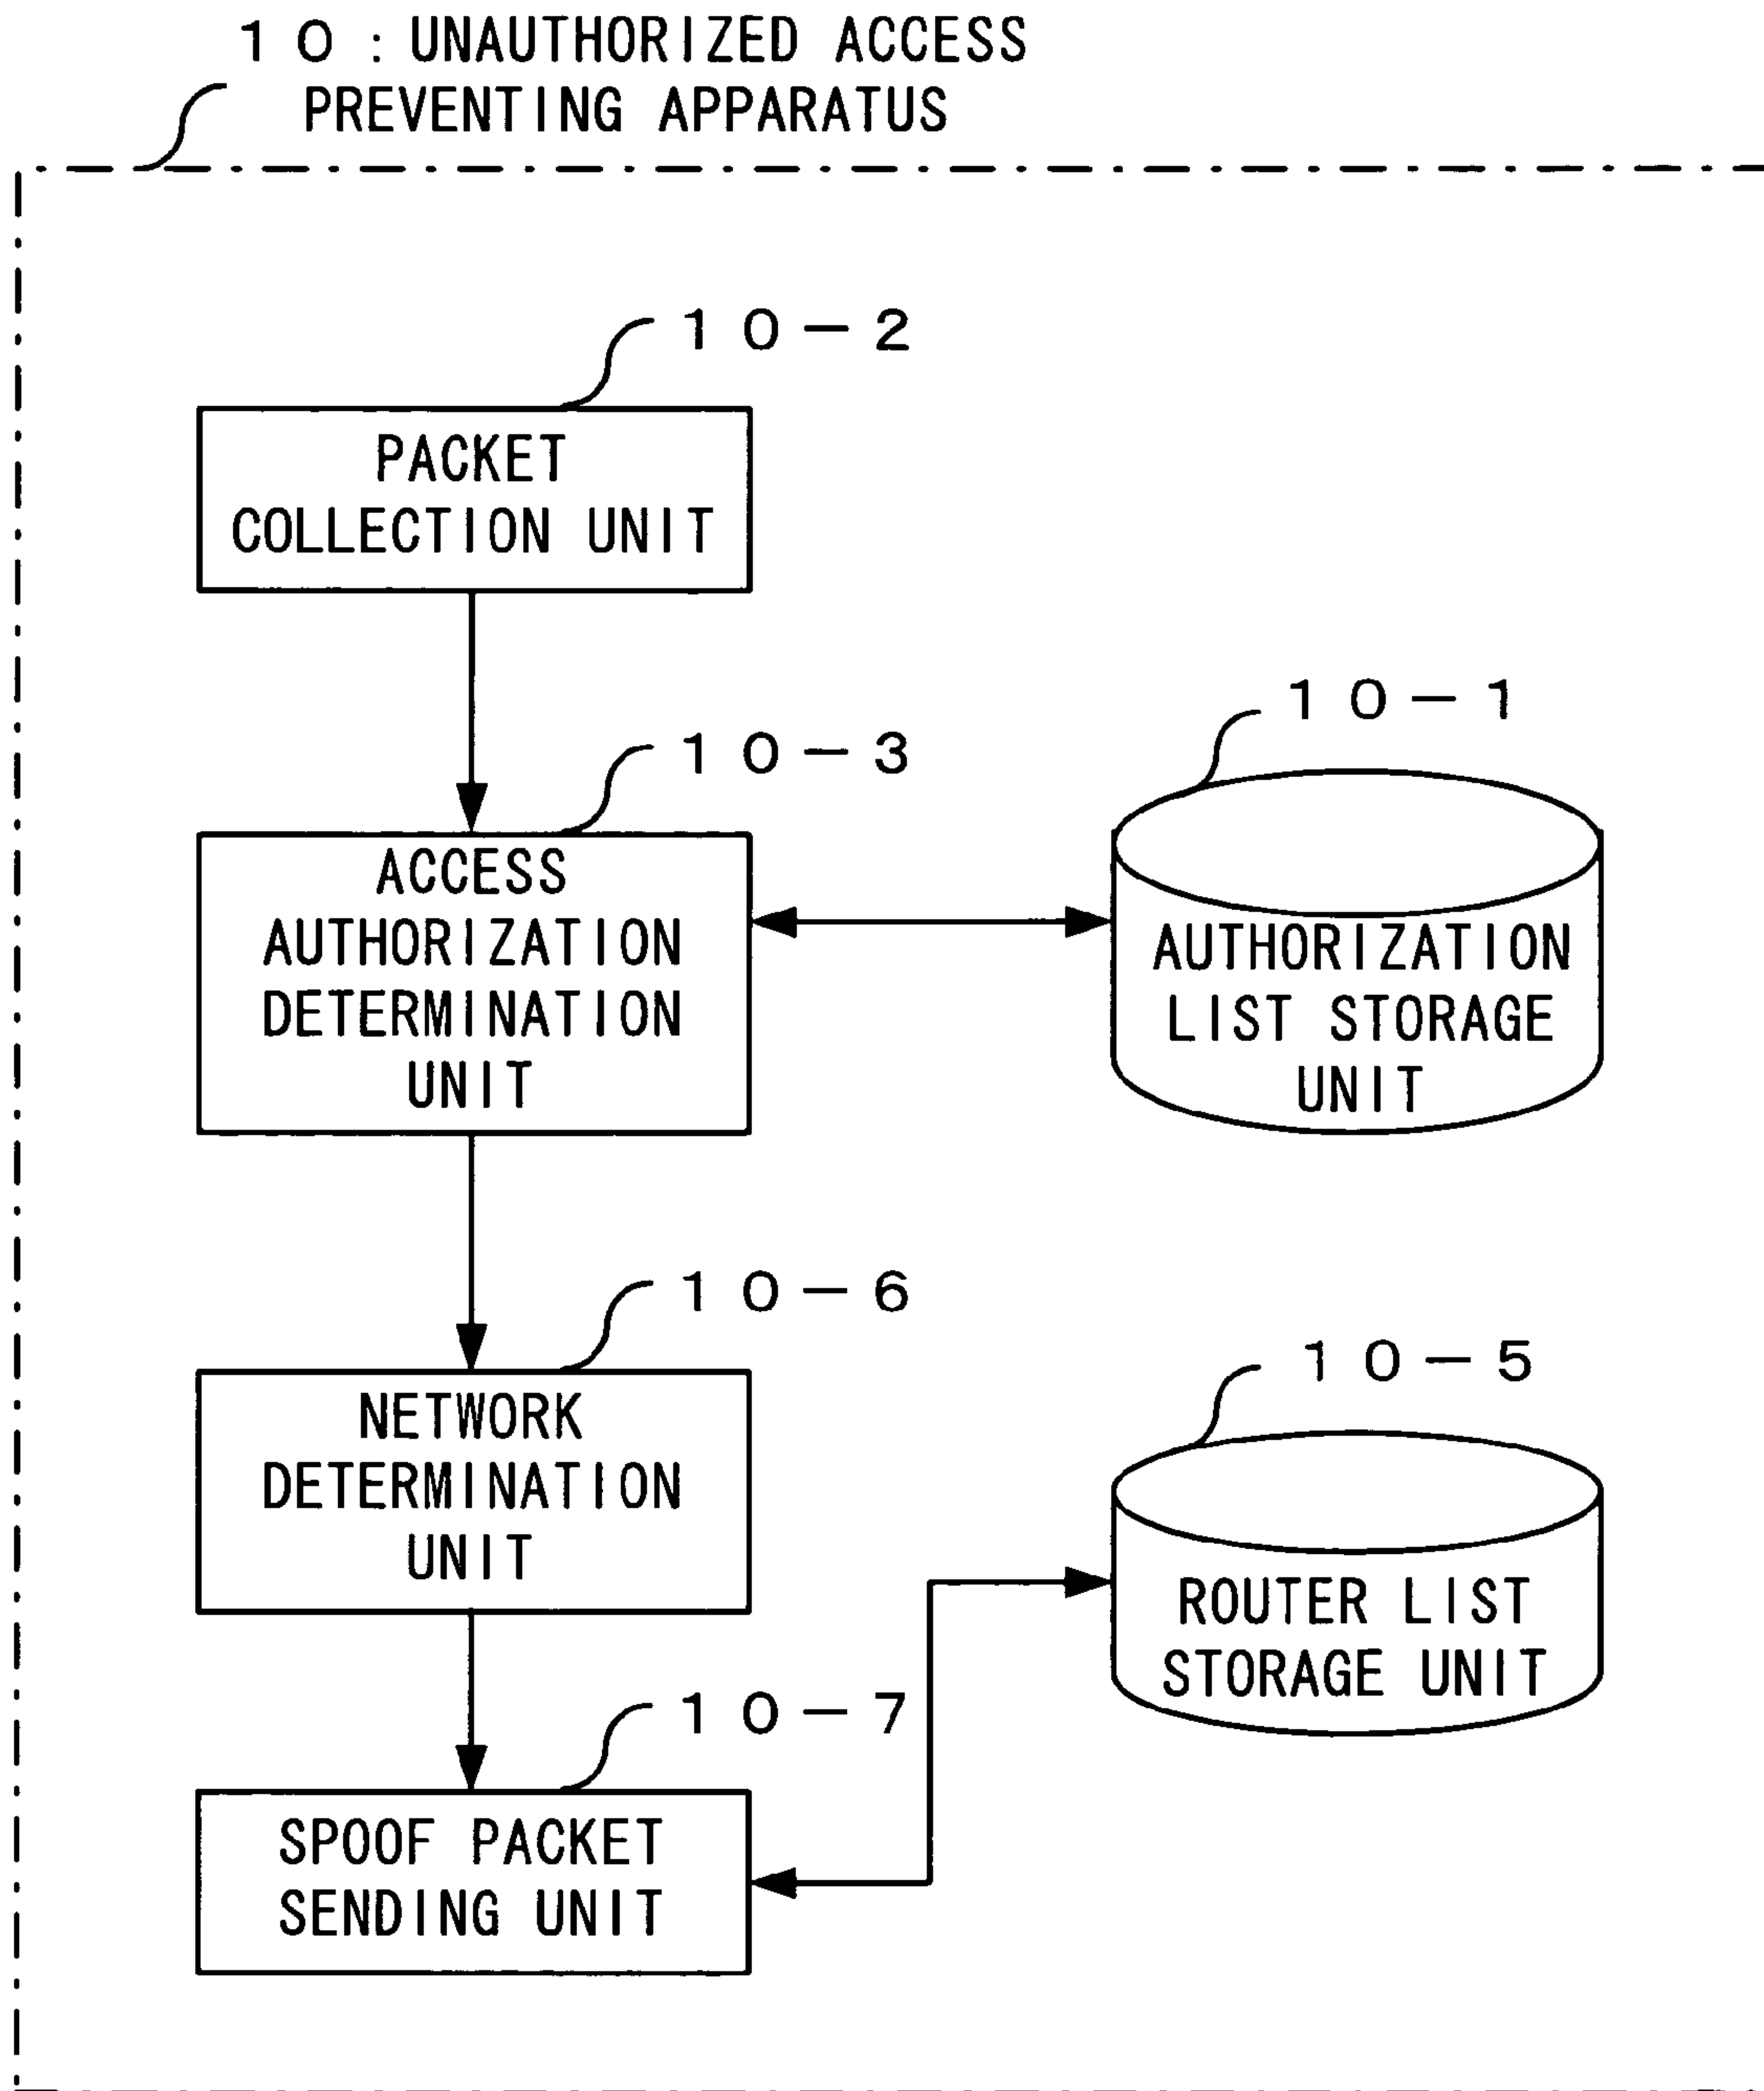 10 : UNAUTHORIZED ACCESS
PREVENTING APPARATUS
10-2
PACKET
COLLECTION UNIT
10-3
ACCESS
AUTHORIZATION
DETERMINATION
UNIT
10-1
AUTHORIZATION
LIST STORAGE
UNIT
10-6
NETWORK
DETERMINATION
UNIT
10-5
ROUTER LIST
STORAGE UNIT
10-7
SPOOF PACKET
SENDING UNIT